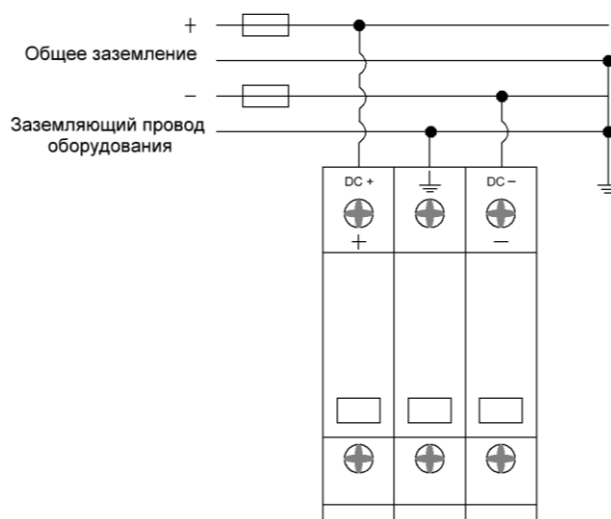 +
Общее заземление
−
Заземляющий провод
оборудования
DC +
DC −
+
−